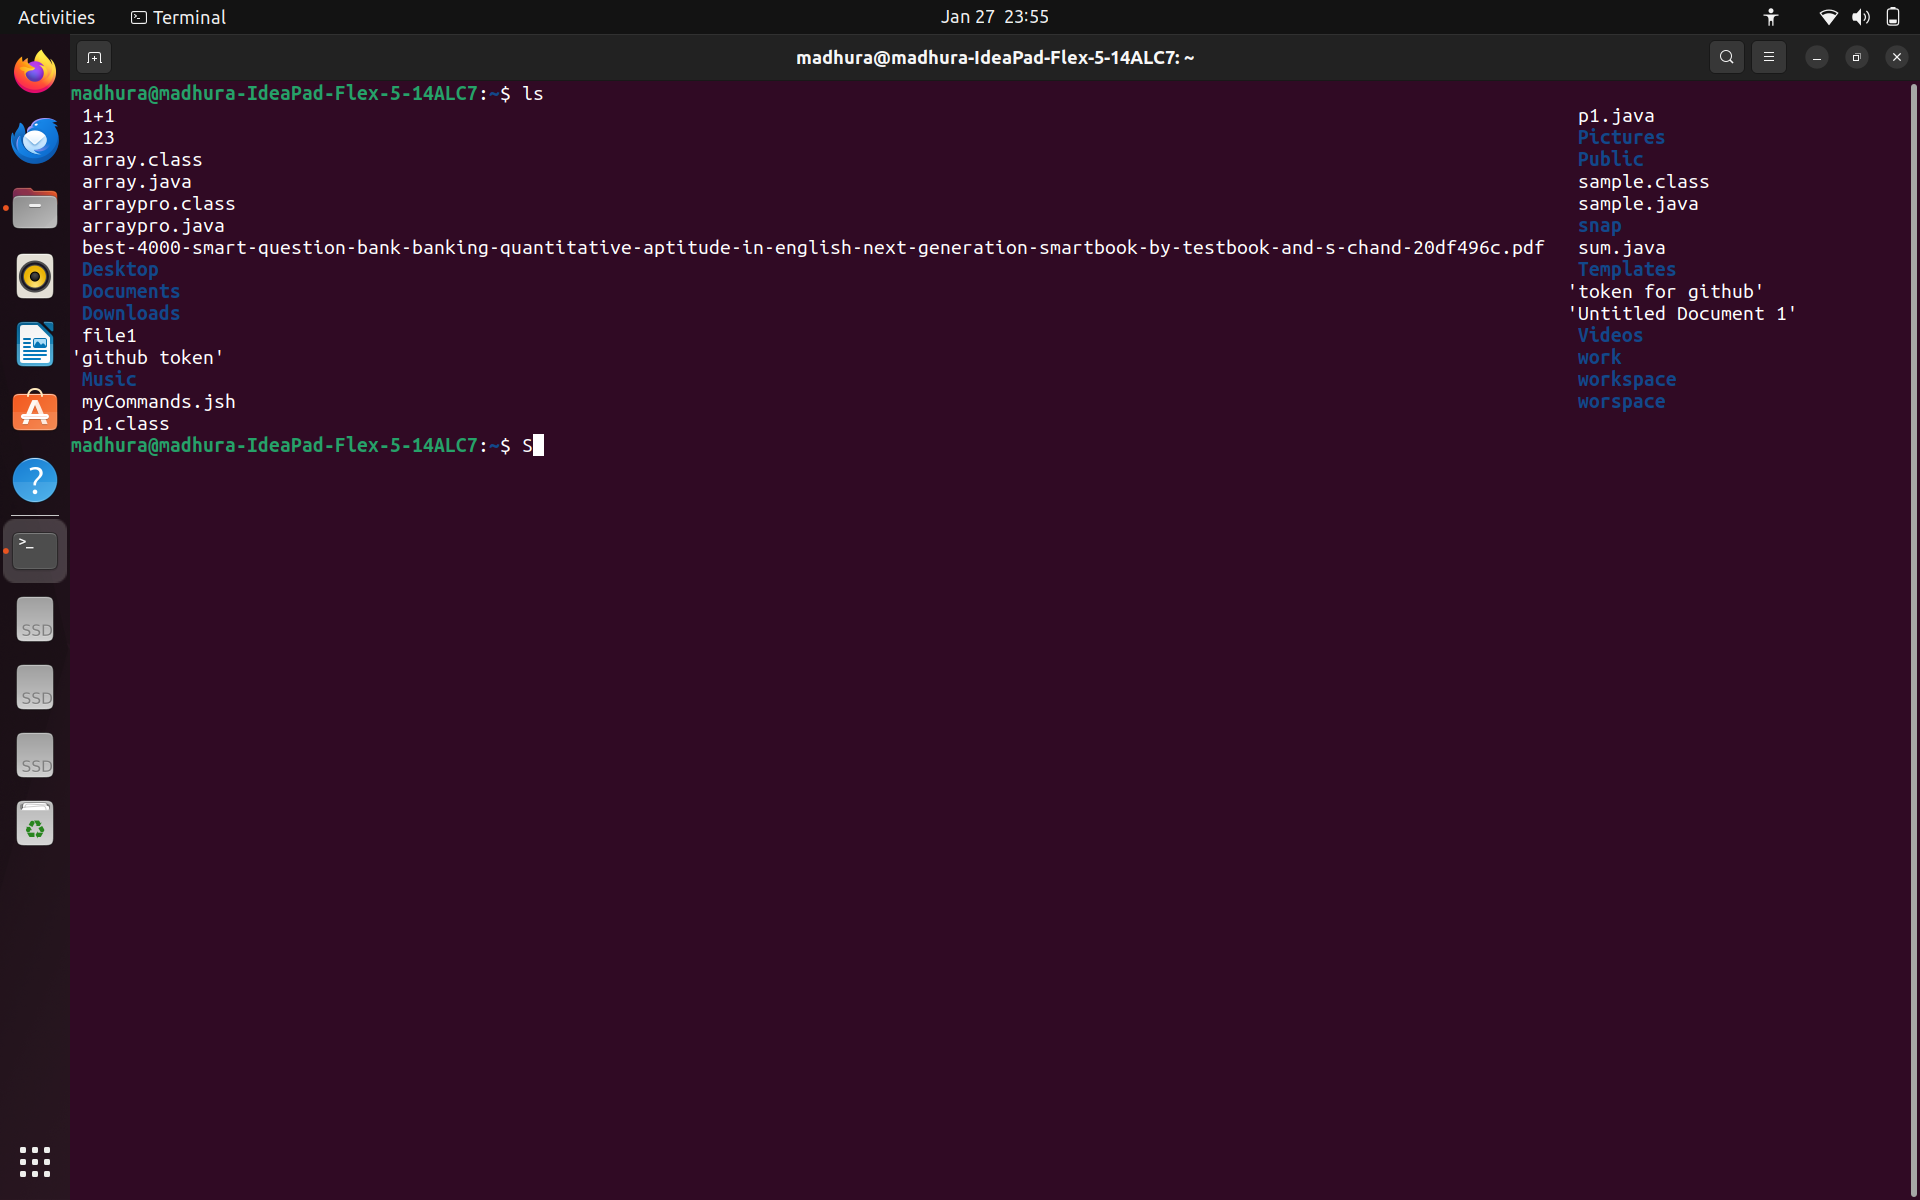 Activities Terminal Jan 27 23:55
madhura@madhura-IdeaPad-Flex-5-14ALC7: ~
madhura@madhura-IdeaPad-Flex-5-14ALC7:~$ ls
1+1 p1.java
123 Pictures
array.class Public
array.java sample.class
arraypro.class sample.java
arraypro.java snap
best-4000-smart-question-bank-banking-quantitative-aptitude-in-english-next-generation-smartbook-by-testbook-and-s-chand-20df496c.pdf sum.java
Desktop Templates
Documents 'token for github'
Downloads 'Untitled Document 1'
file1 Videos
'github token' work
Music workspace
myCommands.jsh worspace
p1.class
madhura@madhura-IdeaPad-Flex-5-14ALC7:~$ S
SSD
SSD
SSD